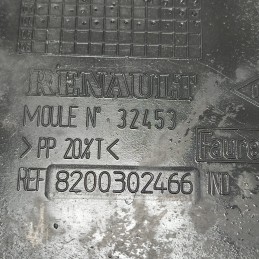 RENAULT
MOULE N° 32453
>PP 20%T< Faure
REF 8200302466 IND